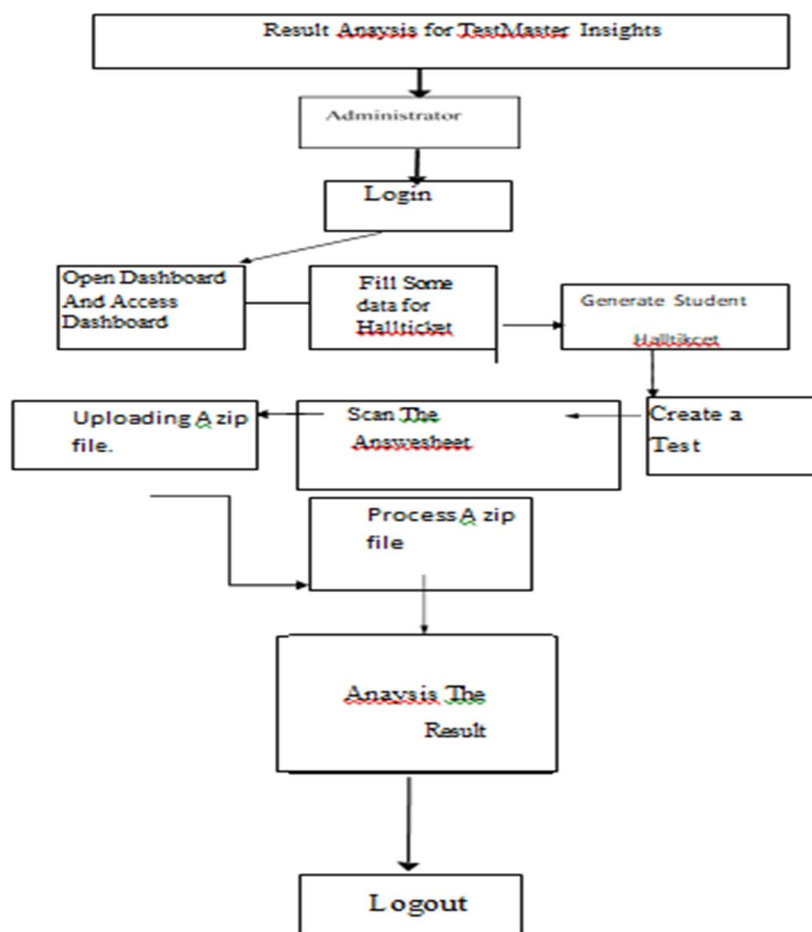 Result Anaysis for TestMaster Insights
Administrator
Login
Open Dashboard
And Access
Dashboard
Fill Some
data for
Hallticket
Generate Student
Halltikcet
Create a
Test
Scan The
Answesheet
Uploading A zip
file.
Process A zip
file
Anaysis The
Result
Logout